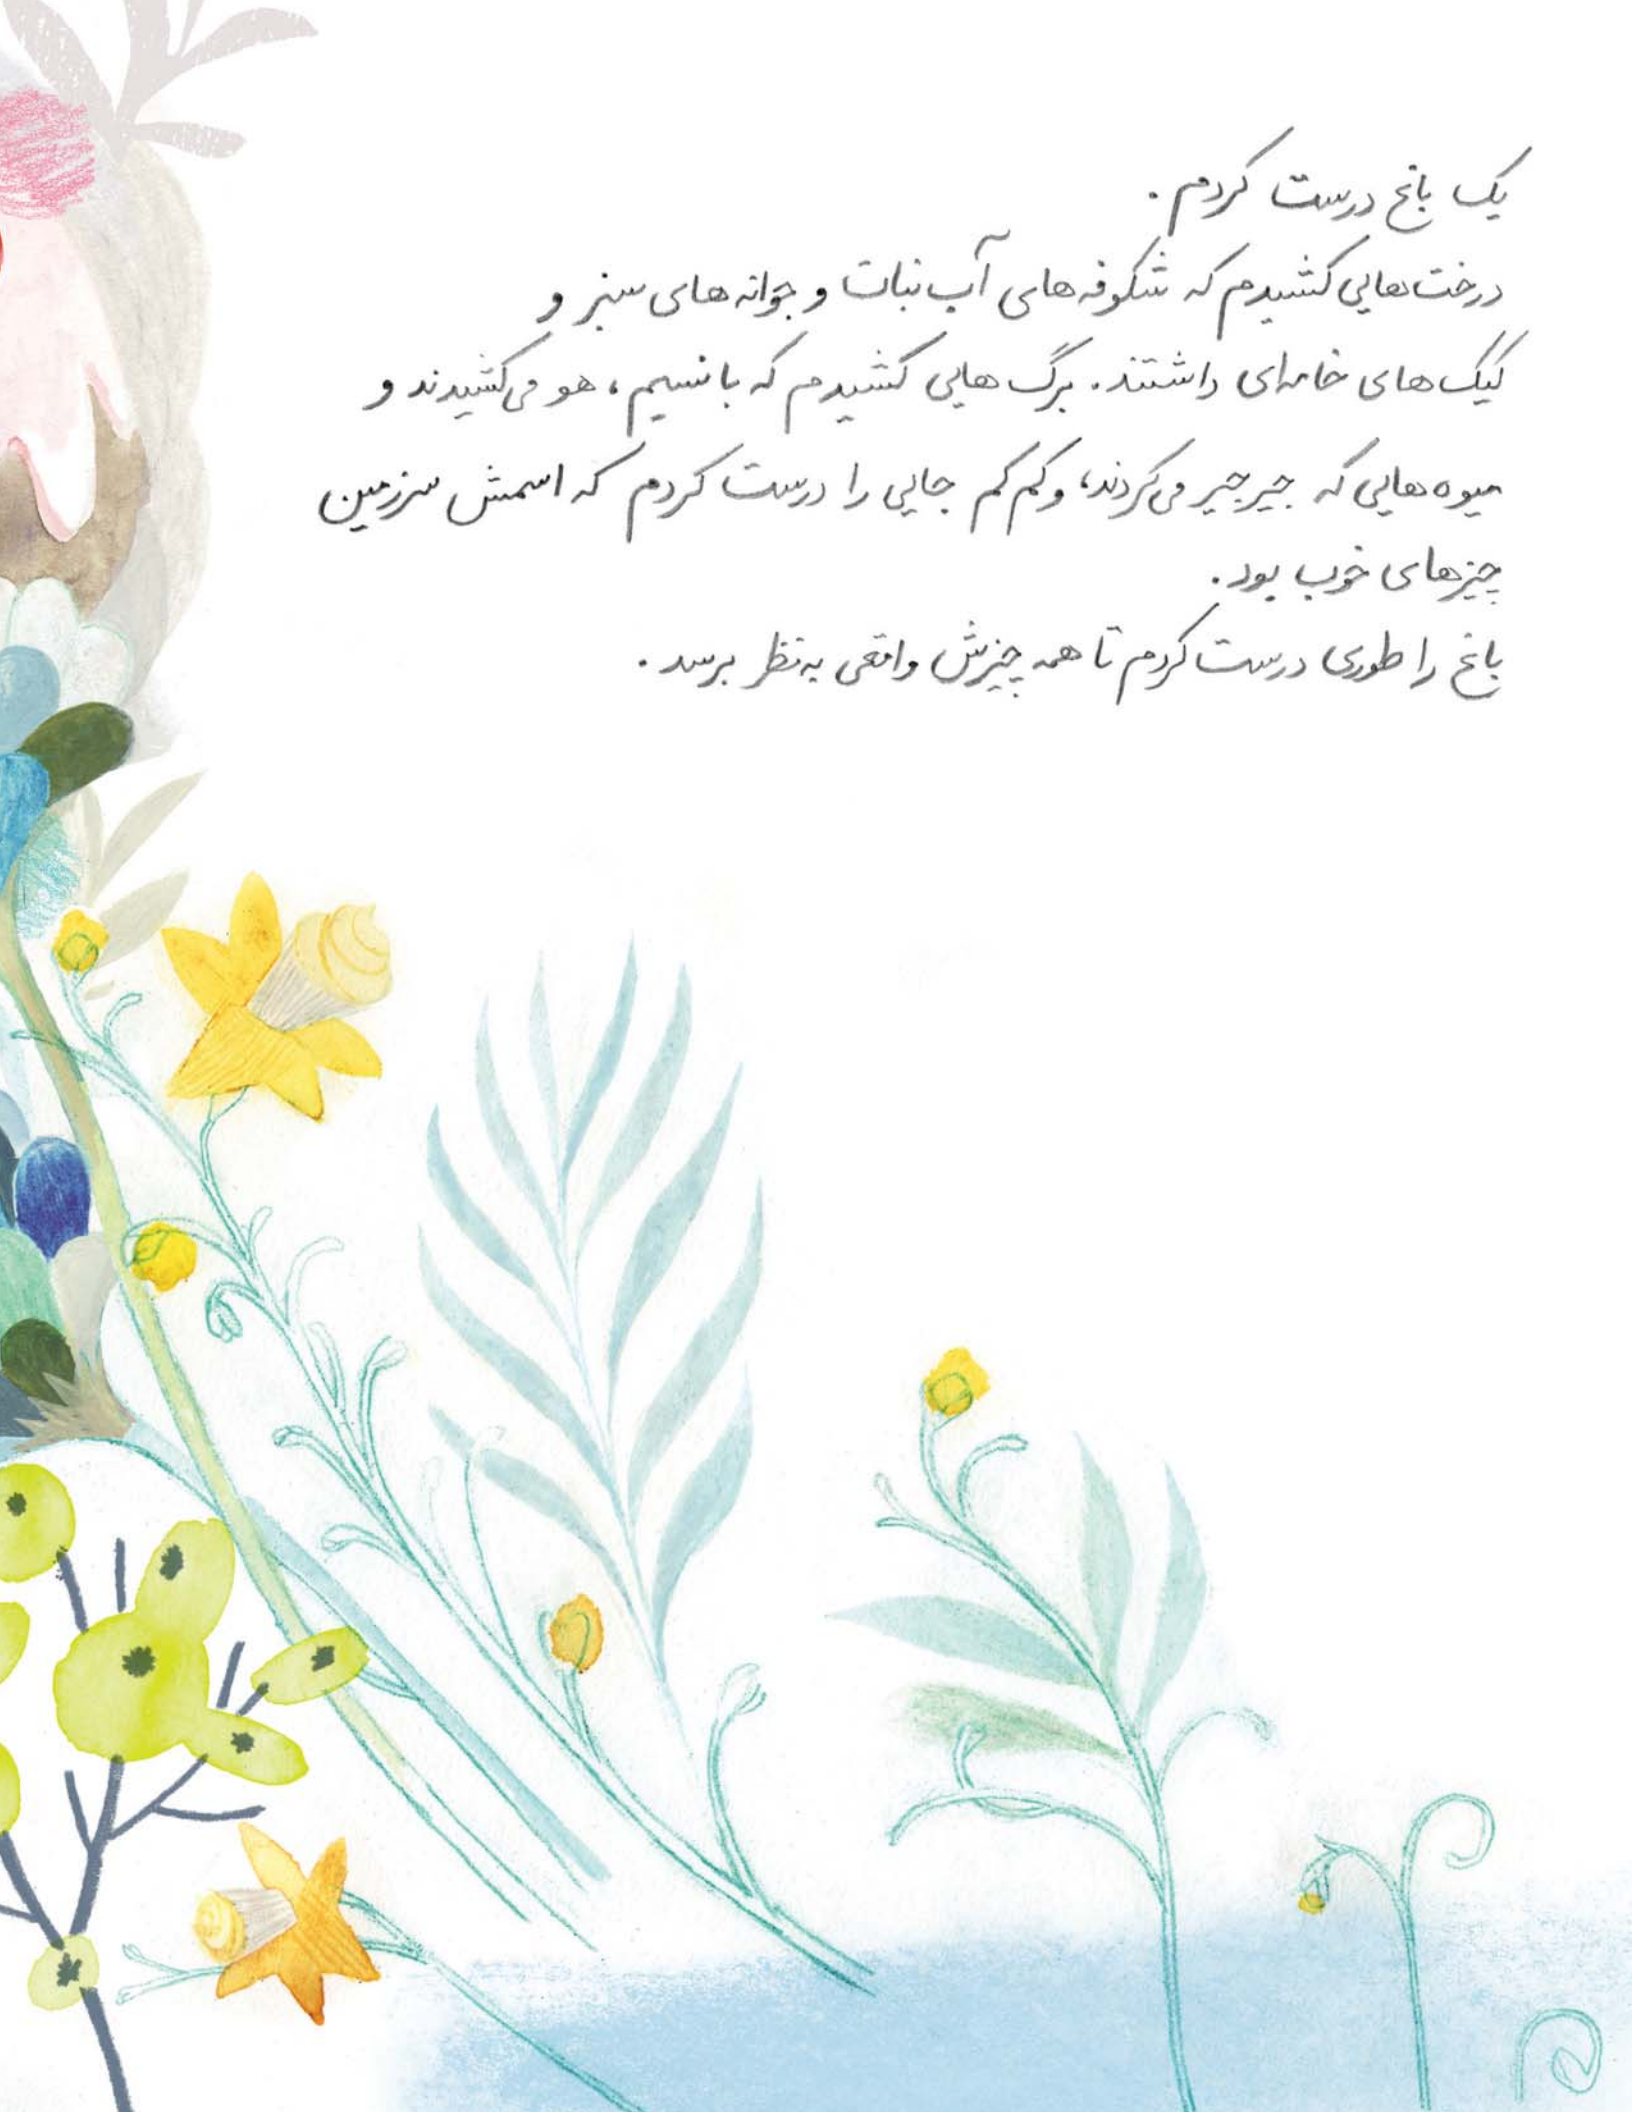 یک باغ درست کردم.
درخت‌هایی کشیدم که شکوفه‌های آب‌نبات و جوانه‌های سبز و
کیک‌های خامه‌ای داشتند. برگ‌هایی کشیدم که با نسیم، هو می‌کشیدند و
میوه‌هایی که جیرجیر می‌کردند، و کم‌کم جایی را درست کردم که اسمش سرزمین
چیزهای خوب بود.
باغ را طوری درست کردم تا همه چیزش واقعی به‌نظر برسد.